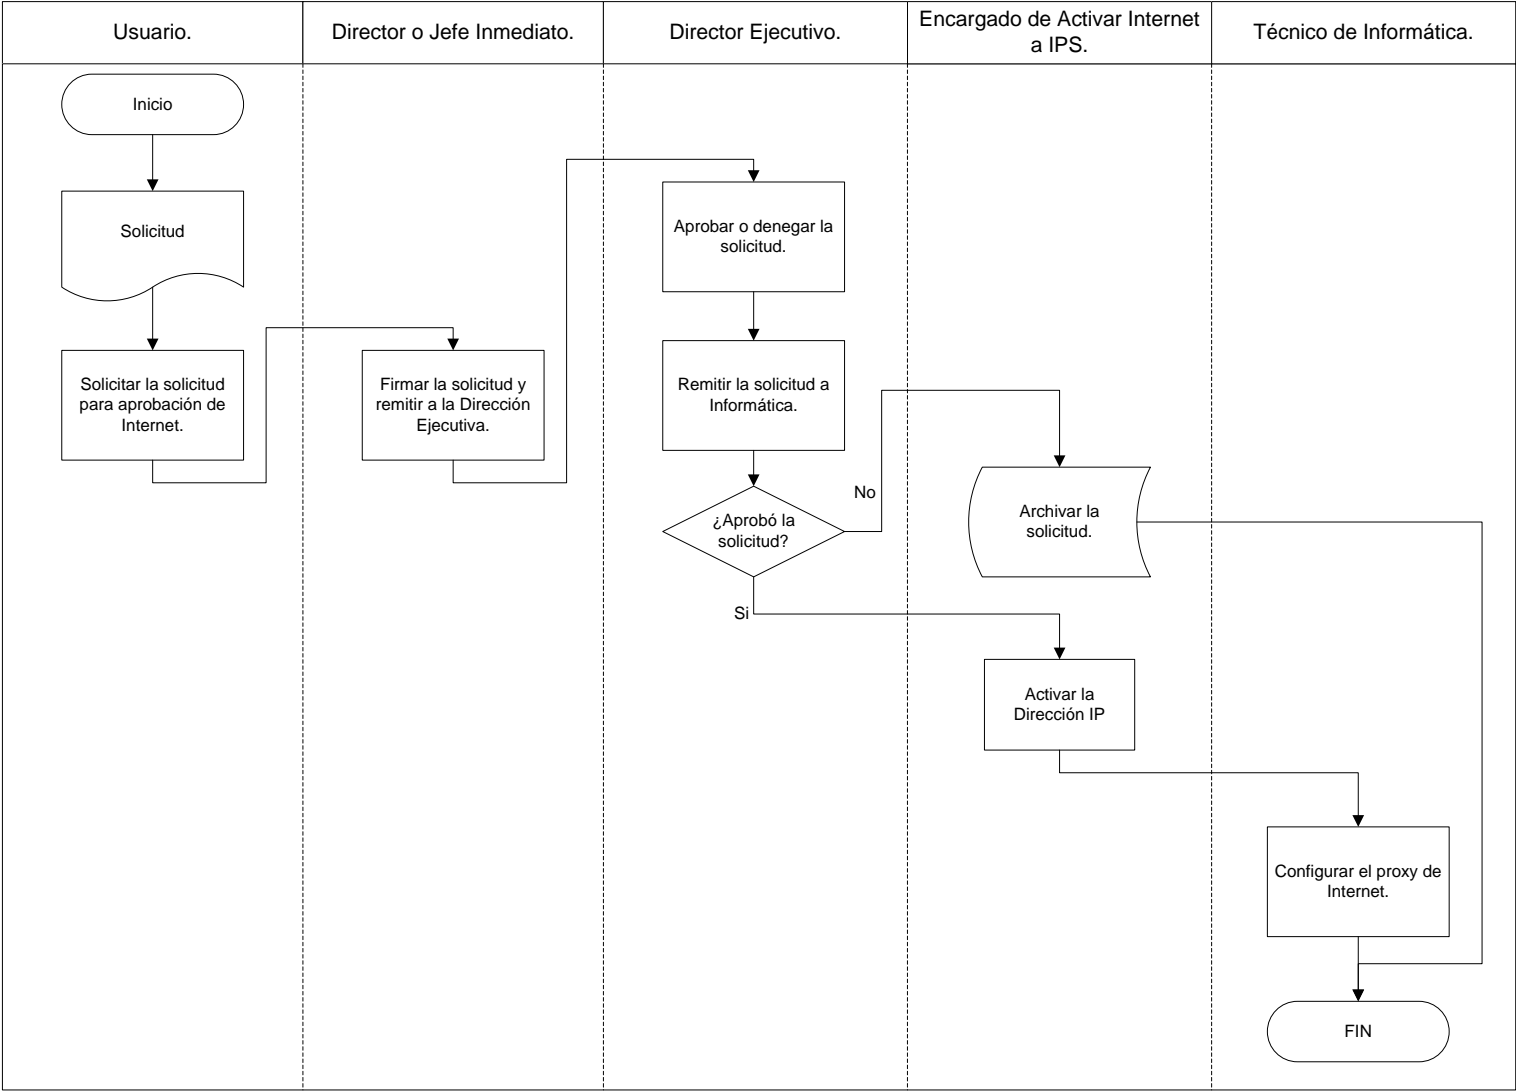 Usuario.
Director o Jefe Inmediato.
Director Ejecutivo.
Encargado de Activar Internet
a IPS.
Técnico de Informática.
Inicio
Solicitud
Solicitar la solicitud
para aprobación de
Internet.
Firmar la solicitud y
remitir a la Dirección
Ejecutiva.
Aprobar o denegar la
solicitud.
Remitir la solicitud a
Informática.
¿Aprobó la
solicitud?
No
Si
Archivar la
solicitud.
Activar la
Dirección IP
Configurar el proxy de
Internet.
FIN